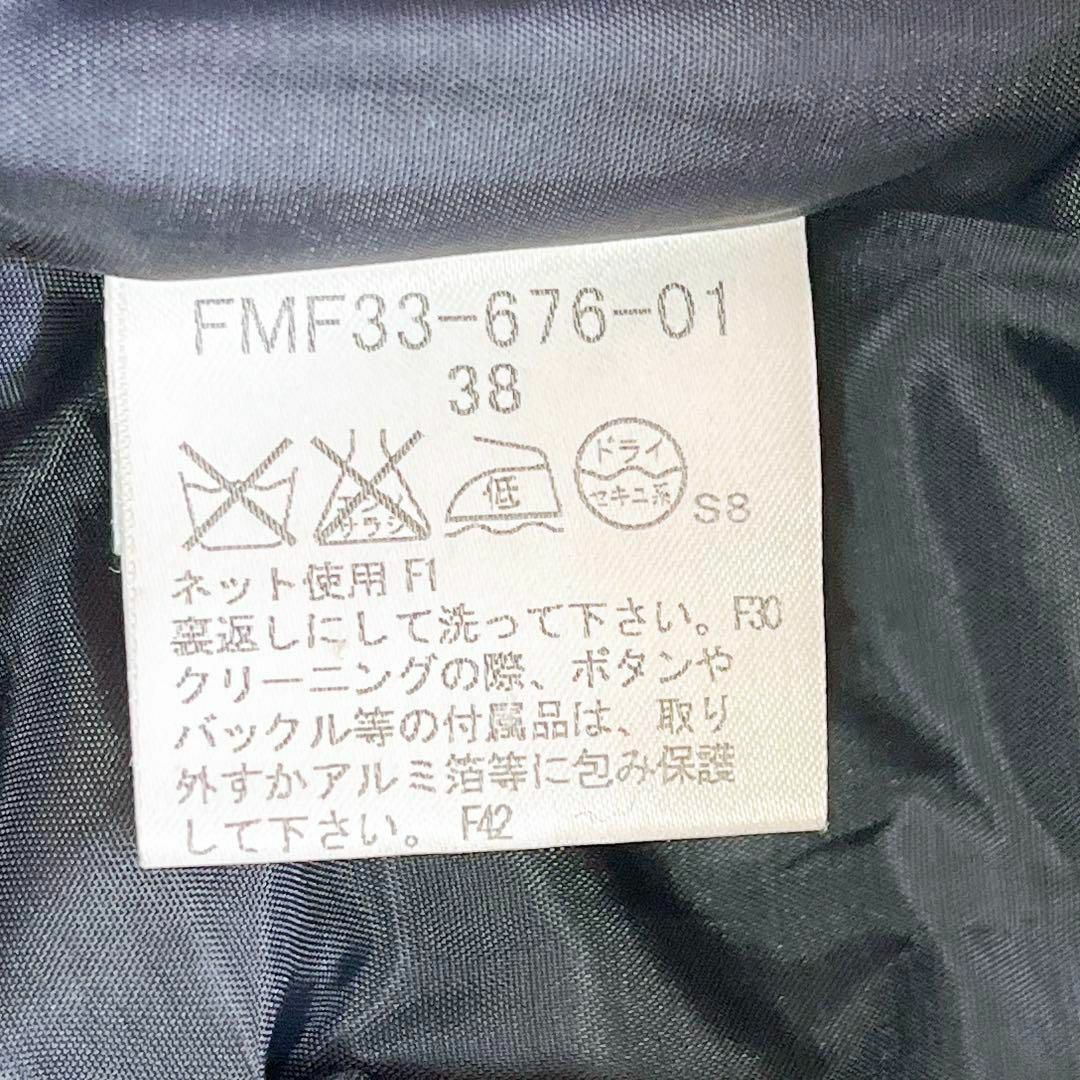 FMF33-676-01
38
エンソ
サラシ
低
ドライ
セキユ系
S8
ネット使用 F1
裏返しにして洗って下さい。F30
クリーニングの際、ボタンや
バックル等の付属品は、取り
外すかアルミ箔等に包み保護
して下さい。 F42